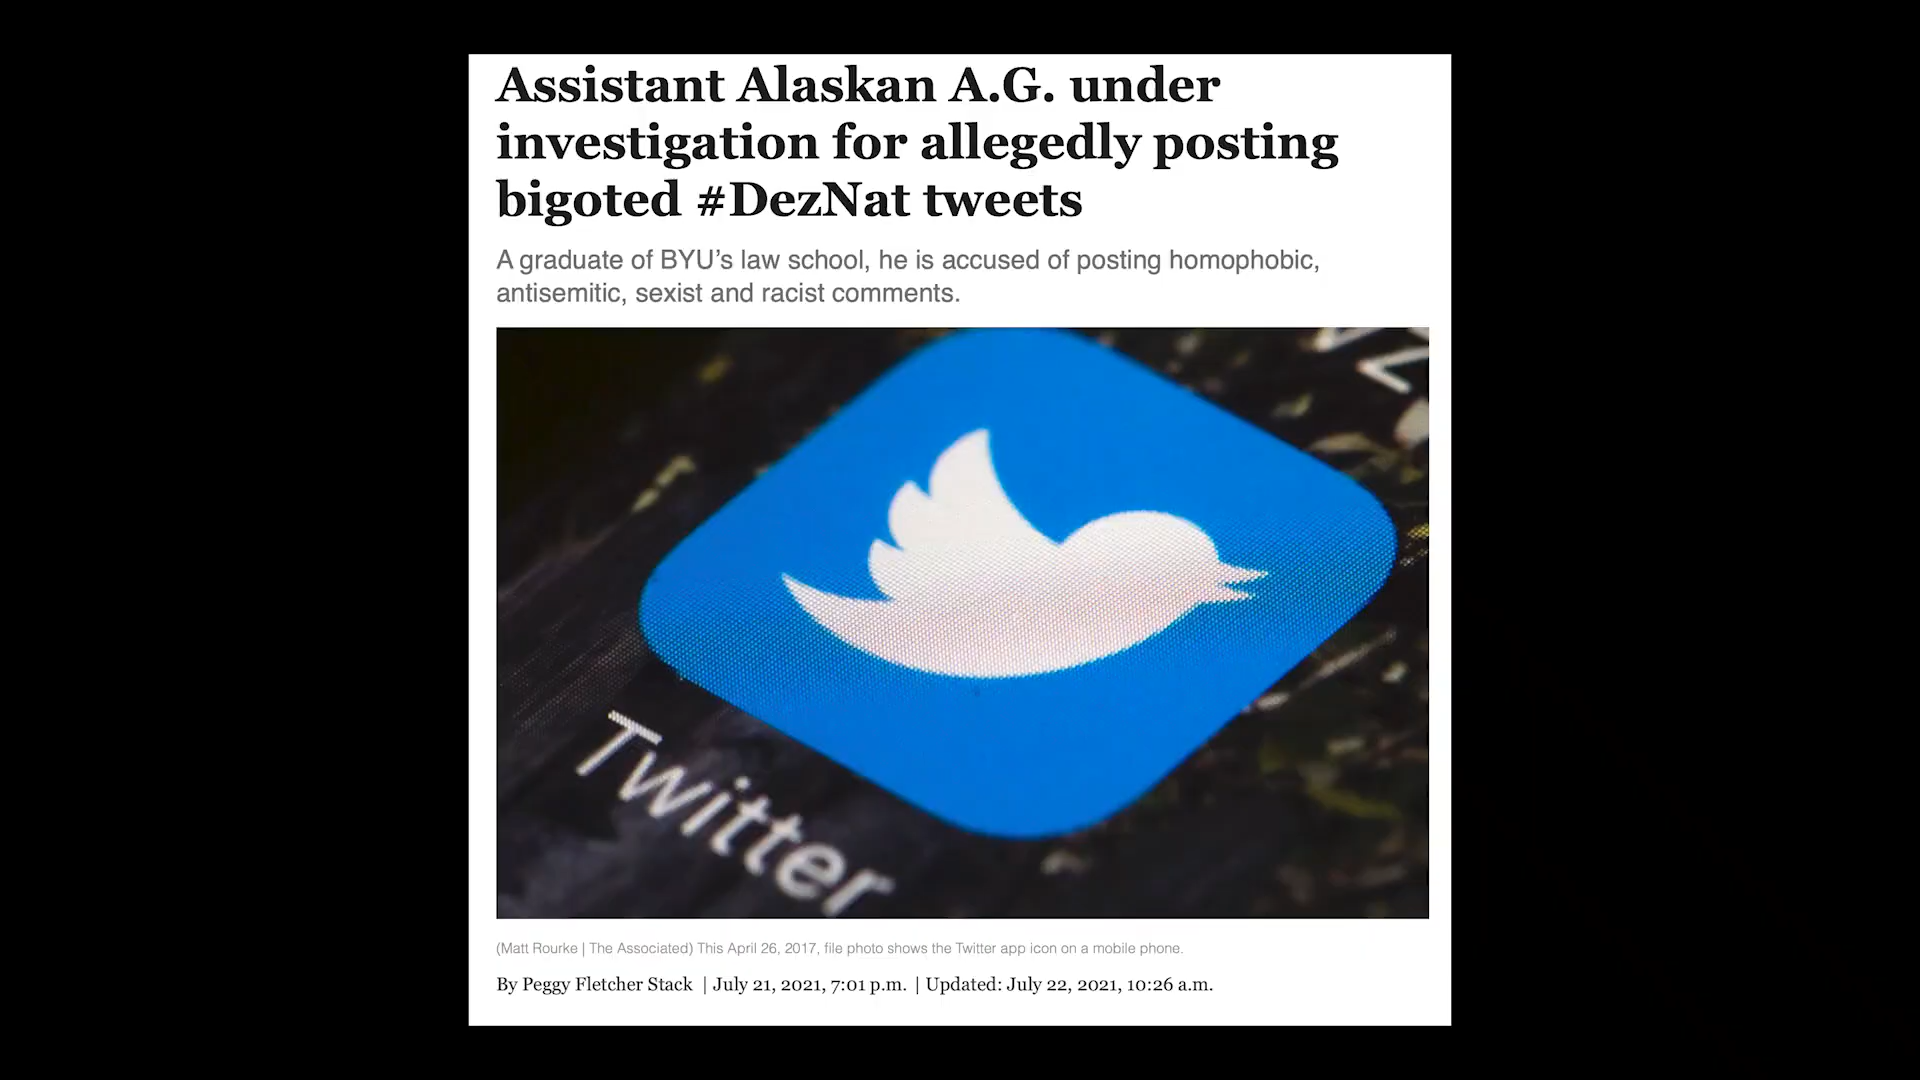 Assistant Alaskan A.G. under
investigation for allegedly posting
bigoted #DezNat tweets
A graduate of BYU’s law school, he is accused of posting homophobic,
antisemitic, sexist and racist comments.
Twitter
(Matt Rourke | The Associated) This April 26, 2017, file photo shows the Twitter app icon on a mobile phone.
By Peggy Fletcher Stack | July 21, 2021, 7:01 p.m. | Updated: July 22, 2021, 10:26 a.m.